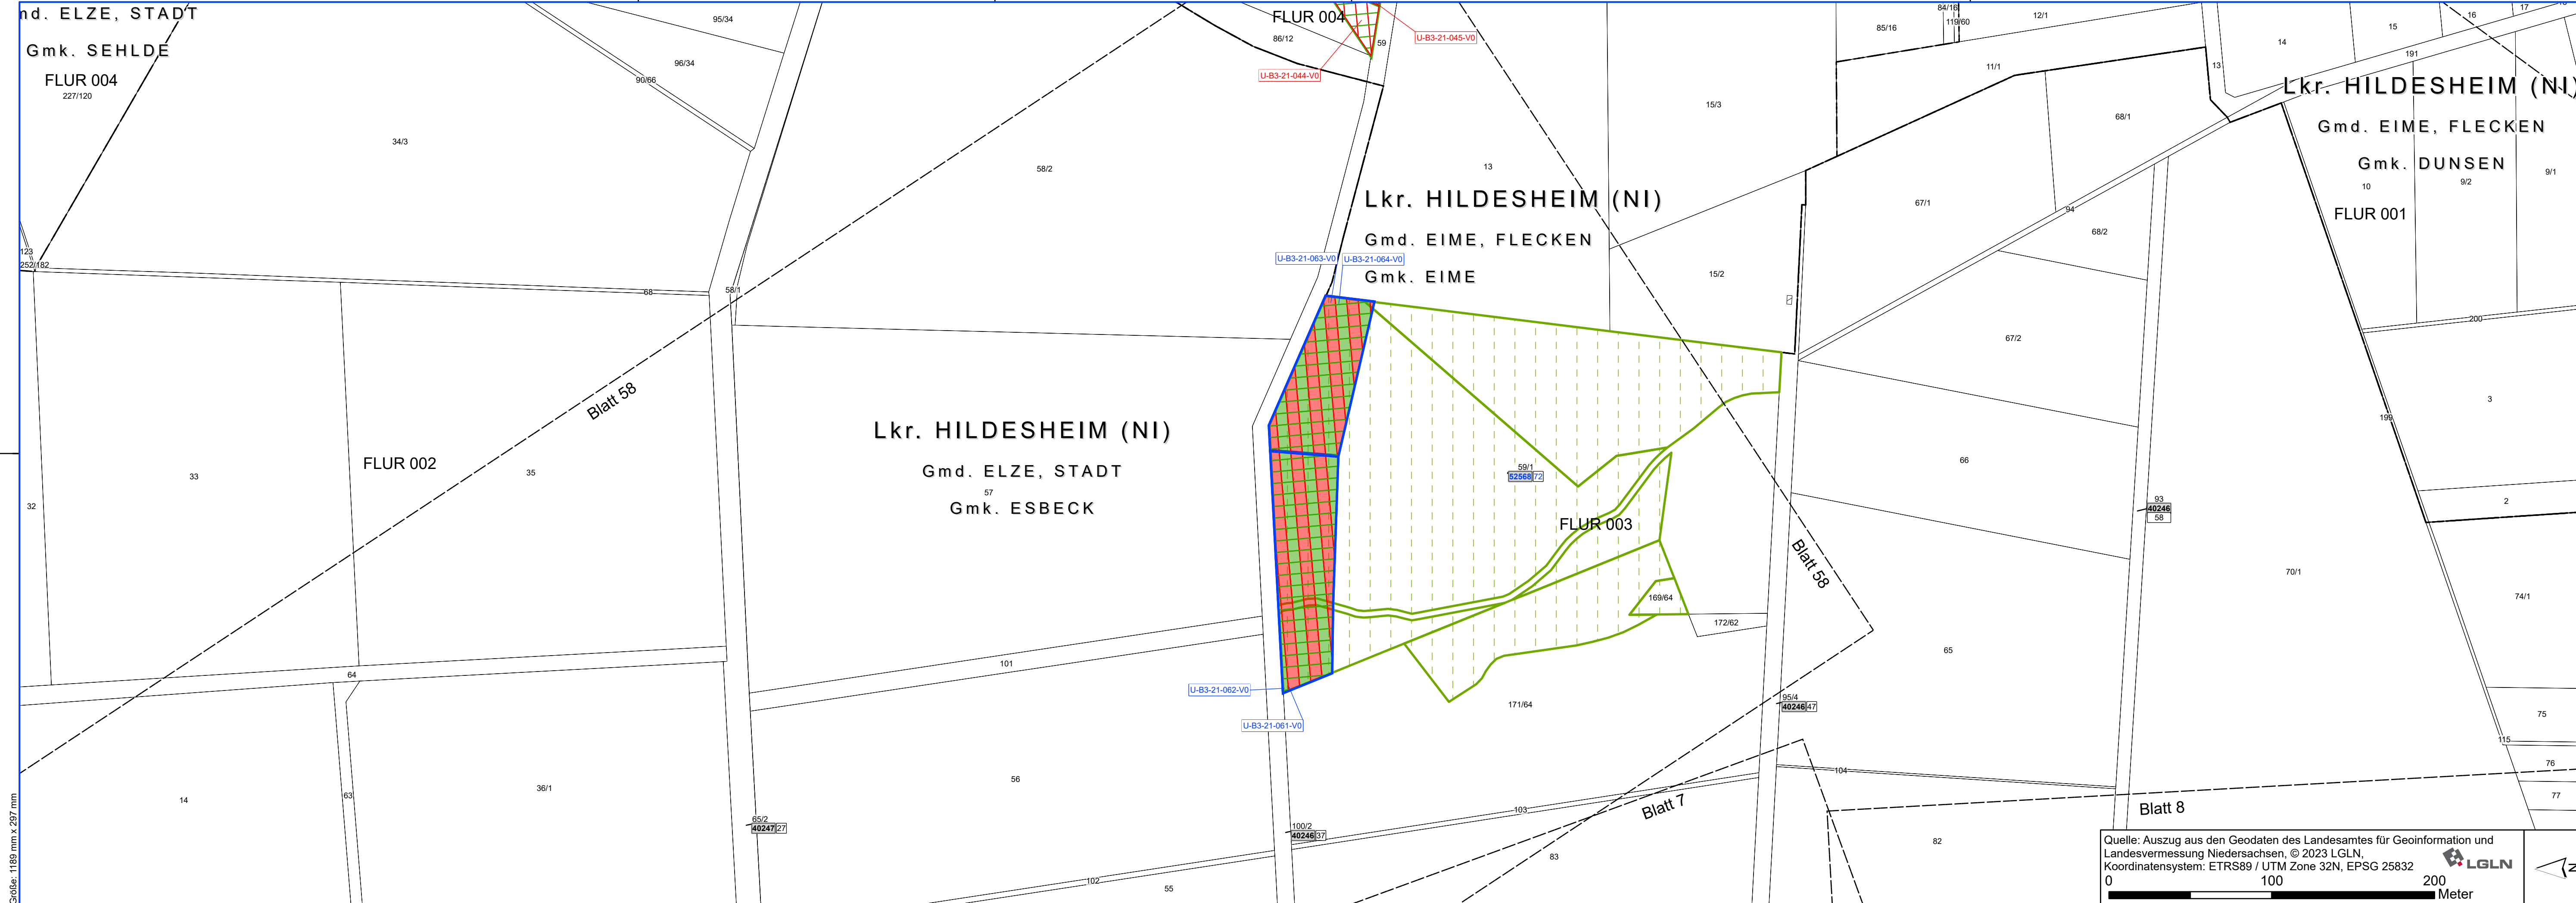 nd. ELZE, STADT
Gmk. SEHLDE
FLUR 004
227/120
95/34
96/34
90/66
34/3
58/2
FLUR 004
86/12
59
U-B3-21-045-V0
U-B3-21-044-V0
13
15/3
85/16
84/16
119/60
12/1
11/1
13
14
15
16
17
191
Lkr. HILDESHEIM (NI)
Gmd. EIME, FLECKEN
Gmk. DUNSEN
10
9/2
9/1
FLUR 001
68/1
67/1
94
68/2
67/2
200
Lkr. HILDESHEIM (NI)
Gmd. EIME, FLECKEN
Gmk. EIME
15/2
U-B3-21-063-V0
U-B3-21-064-V0
123
252/182
68
58/1
Blatt 58
FLUR 002
33
35
32
Lkr. HILDESHEIM (NI)
Gmd. ELZE, STADT
57
Gmk. ESBECK
59/1
52568 72
FLUR 003
Blatt 58
66
93
40246
58
199
3
2
70/1
74/1
169/64
172/62
65
171/64
95/4
40246 47
101
64
U-B3-21-062-V0
U-B3-21-061-V0
75
115
76
77
104
103
Blatt 7
Blatt 8
14
63
36/1
56
65/2
40247 27
100/2
40246 37
102
55
83
82
Größe: 1189 mm x 297 mm
Quelle: Auszug aus den Geodaten des Landesamtes für Geoinformation und
Landesvermessung Niedersachsen, © 2023 LGLN,
Koordinatensystem: ETRS89 / UTM Zone 32N, EPSG 25832
LGLN
0 100 200
Meter
N